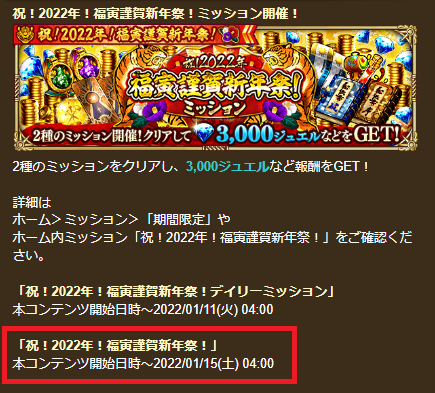 祝！2022年！福寅謹賀新年祭！ミッション開催！
祝！2022年！福寅謹賀新年祭！
祝！2022年
福寅謹賀新年祭！
ミッション
2種のミッション開催！クリアして3,000ジュエルなどをGET！
2種のミッションをクリアし、3,000ジュエルなど報酬をGET！
詳細は
ホーム＞ミッション＞「期間限定」や
ホーム内ミッション「祝！2022年！福寅謹賀新年祭！」をご確認くだ
さい。
「祝！2022年！福寅謹賀新年祭！デイリーミッション」
本コンテンツ開始日時～2022/01/11(火) 04:00
「祝！2022年！福寅謹賀新年祭！」
本コンテンツ開始日時～2022/01/15(土) 04:00